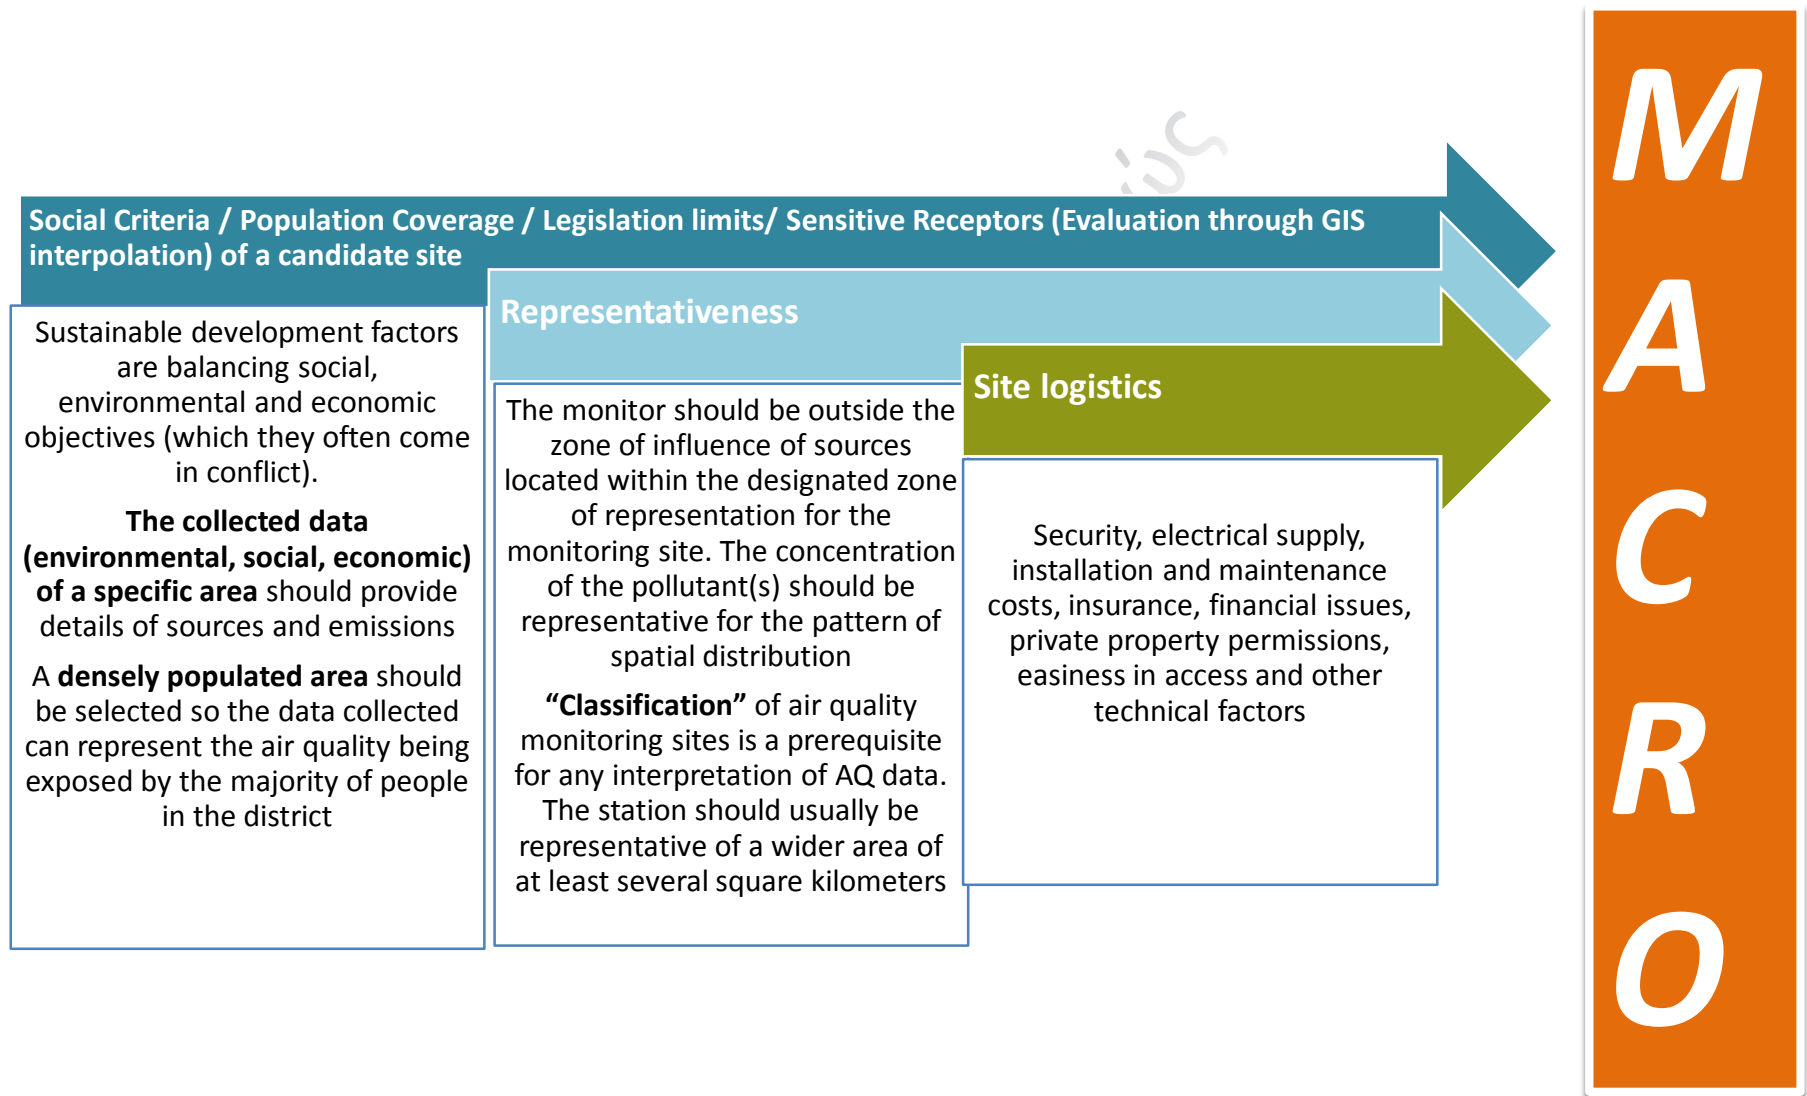 Social Criteria / Population Coverage / Legislation limits/ Sensitive Receptors (Evaluation through GIS
interpolation) of a candidate site
Sustainable development factors
are balancing social,
environmental and economic
objectives (which they often come
in conflict).
The collected data
(environmental, social, economic)
of a specific area should provide
details of sources and emissions
A densely populated area should
be selected so the data collected
can represent the air quality being
exposed by the majority of people
in the district
Representativeness
The monitor should be outside the
zone of influence of sources
located within the designated zone
of representation for the
monitoring site. The concentration
of the pollutant(s) should be
representative for the pattern of
spatial distribution
“Classification” of air quality
monitoring sites is a prerequisite
for any interpretation of AQ data.
The station should usually be
representative of a wider area of
at least several square kilometers
Site logistics
Security, electrical supply,
installation and maintenance
costs, insurance, financial issues,
private property permissions,
easiness in access and other
technical factors
M
A
C
R
O